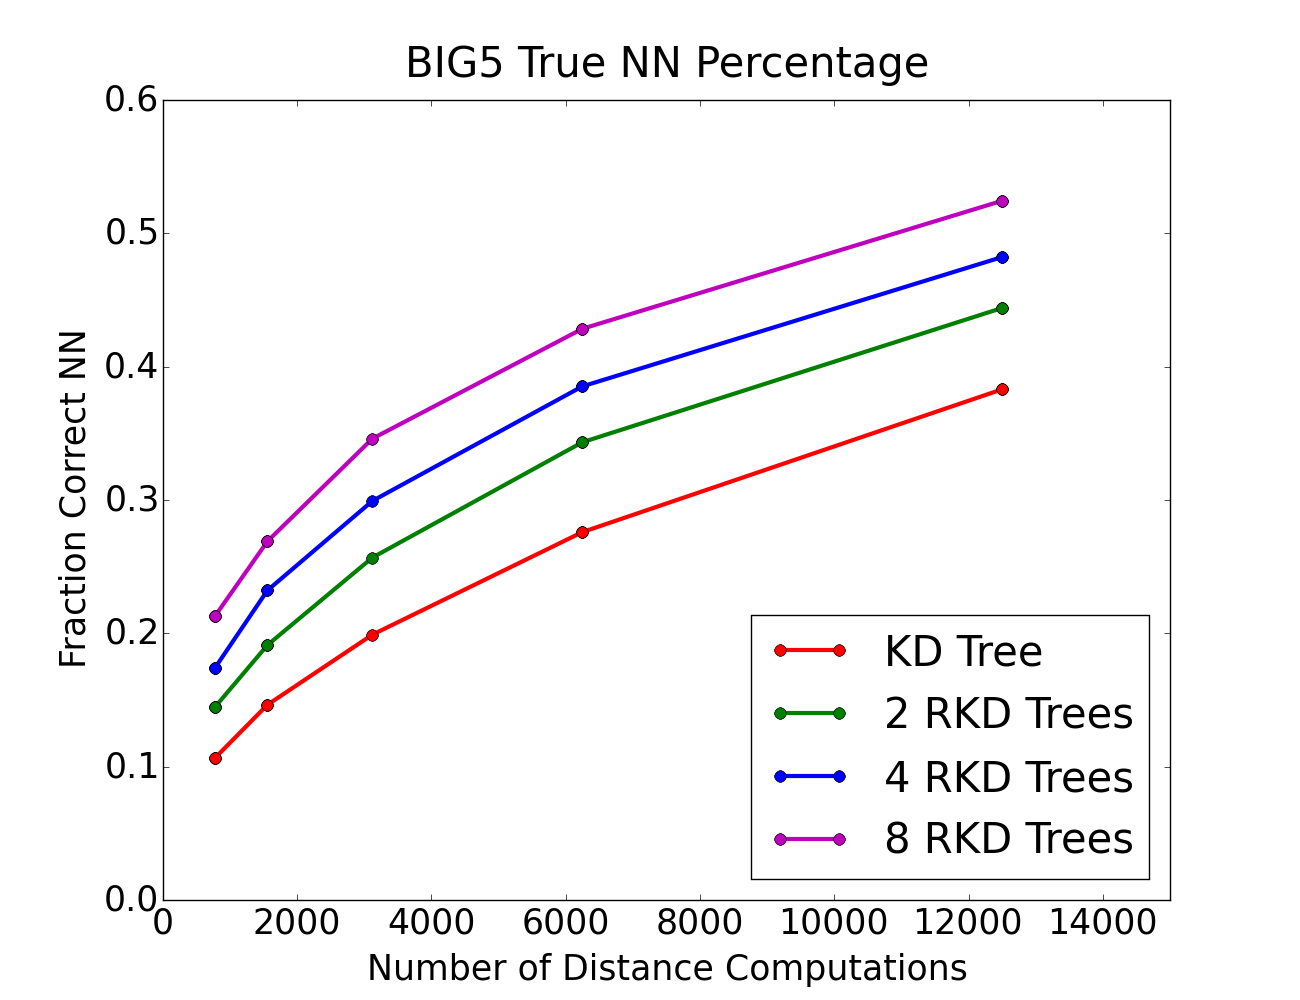 BIG5 True NN Percentage
0.6
0.5
0.4
0.3
0.2
0.1
0.0
Fraction Correct NN
KD Tree
2 RKD Trees
4 RKD Trees
8 RKD Trees
0 2000 4000 6000 8000 10000 12000 14000
Number of Distance Computations